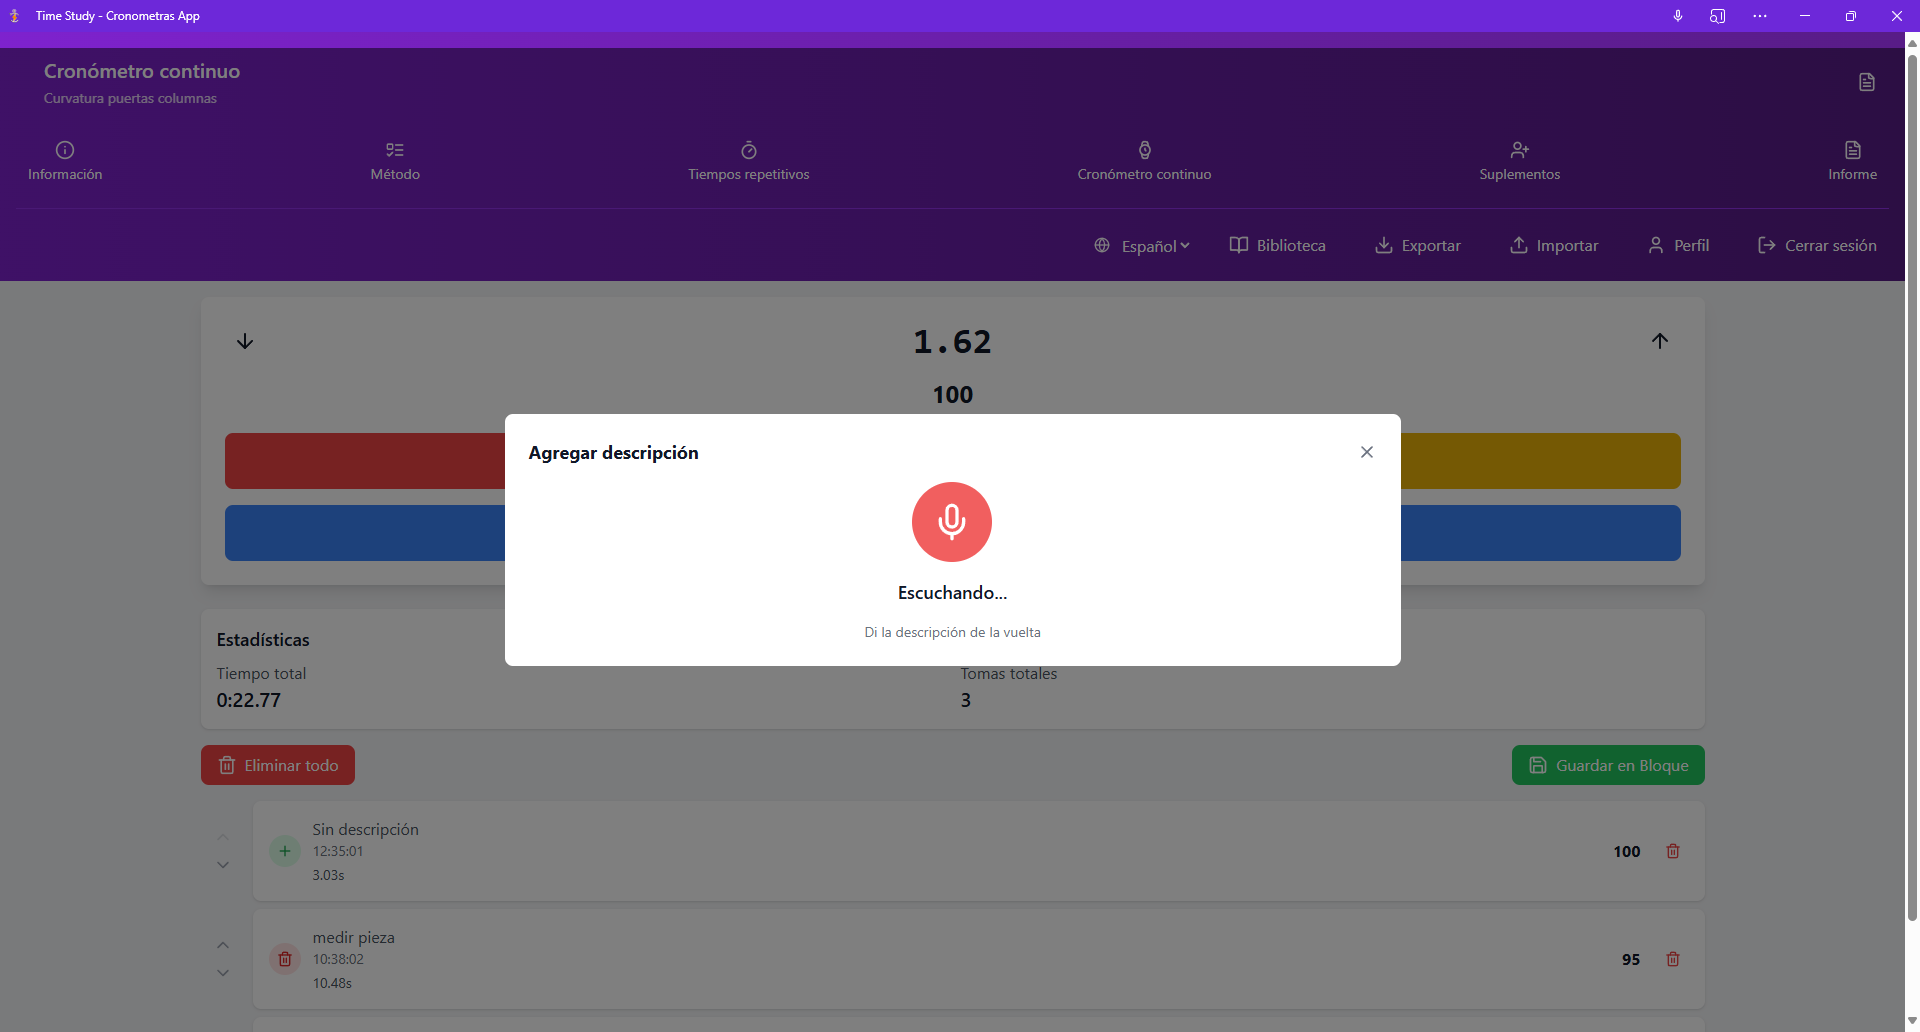 Time Study - Cronometras App
Cronómetro continuo
Curvatura puertas columnas
Información
Método
Tiempos repetitivos
Cronómetro continuo
Suplementos
Informe
Español
Biblioteca
Exportar
Importar
Perfil
Cerrar sesión
1.62
100
Agregar descripción
Escuchando...
Di la descripción de la vuelta
Estadísticas
Tiempo total
0:22.77
Tomas totales
3
Eliminar todo
Guardar en Bloque
Sin descripción
12:35:01
3.03s
100
medir pieza
10:38:02
10.48s
95